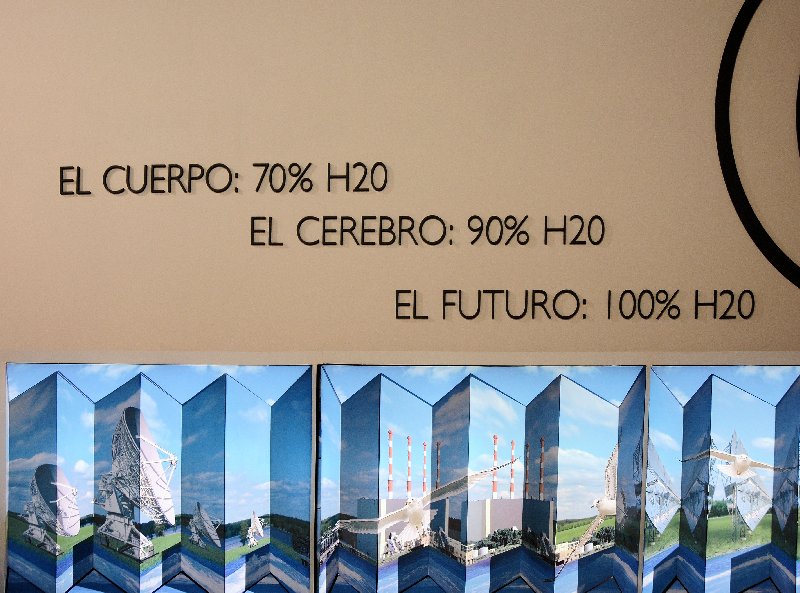 EL CUERPO: 70% H20
EL CEREBRO: 90% H20
EL FUTURO: 100% H20